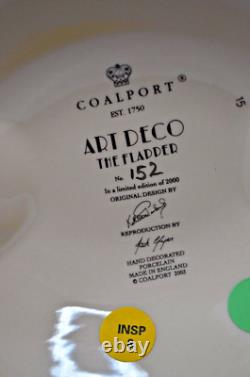 COALPORT®
EST. 1750
ART DECO
THE FLAPPER
No. 152
In a limited edition of 2000
ORIGINAL DESIGN BY
REPRODUCTION BY
HAND DECORATED
PORCELAIN
MADE IN ENGLAND
© COALPORT 2003
15
INSP